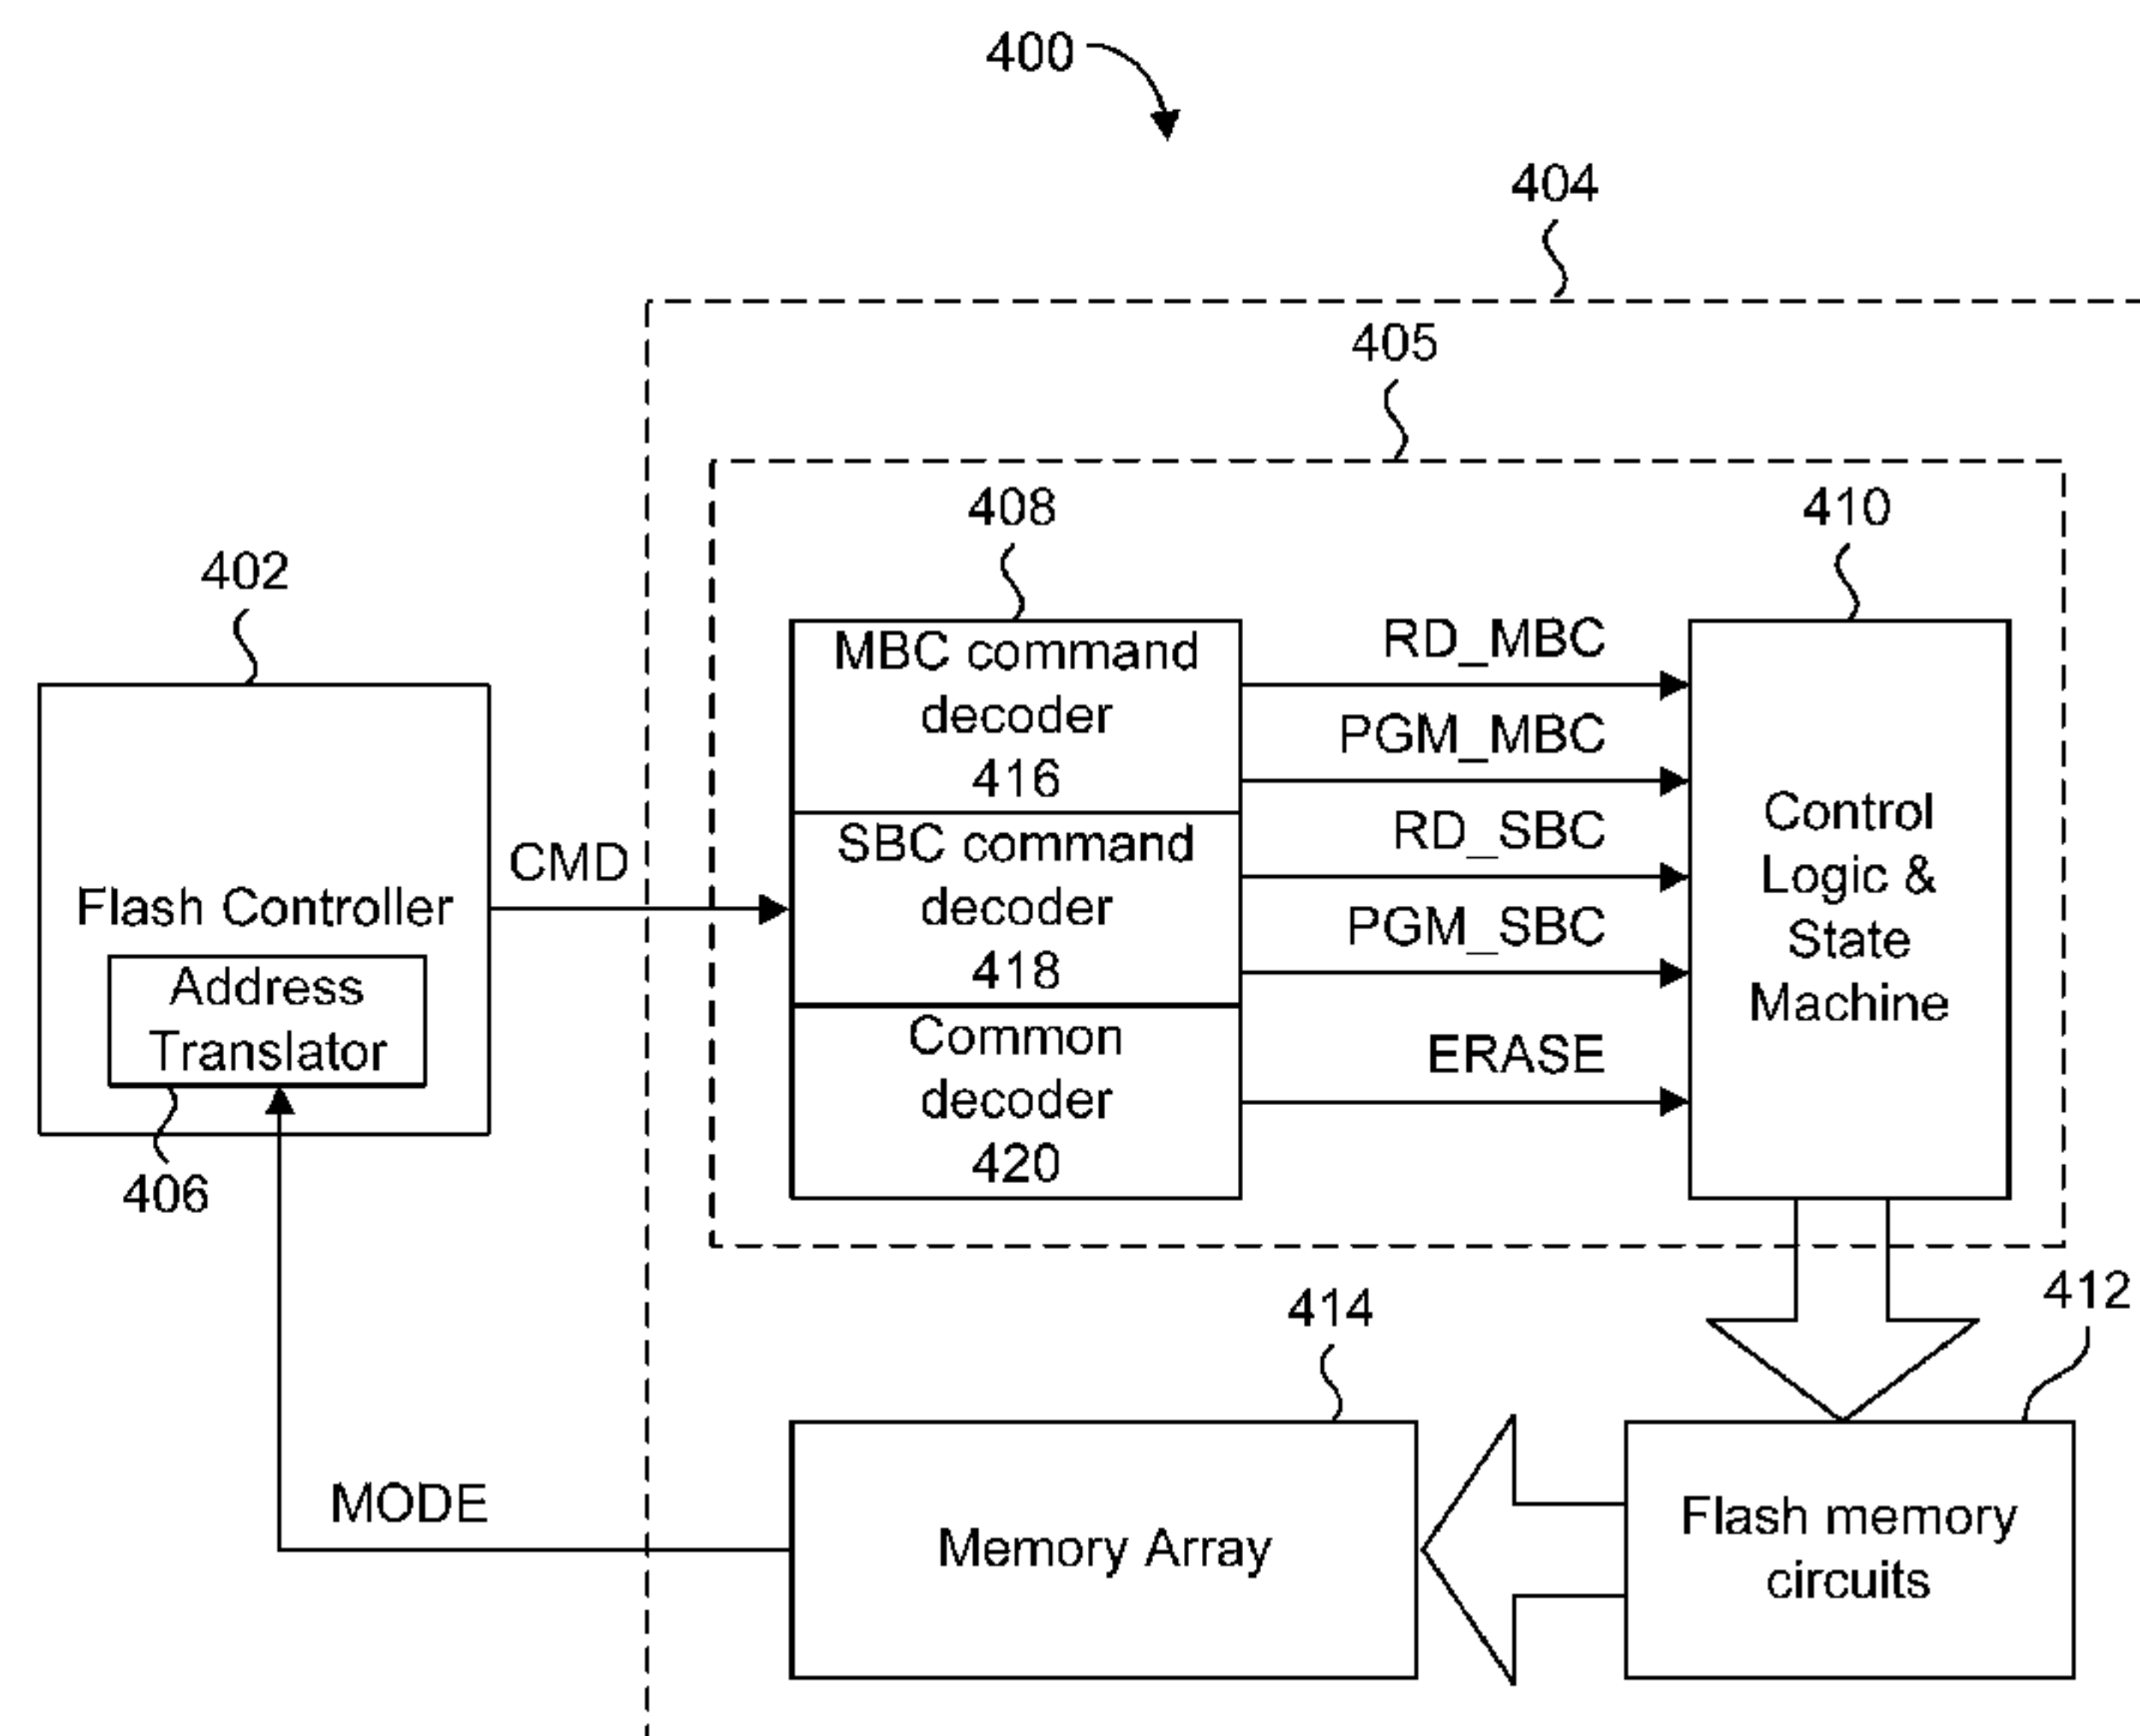 400
404
405
408
410
402
MBC command
decoder
416
SBC command
decoder
418
Common
decoder
420
RD_MBC
PGM_MBC
RD_SBC
PGM_SBC
ERASE
Control
Logic &
State
Machine
CMD
Flash Controller
Address
Translator
406
412
414
MODE
Memory Array
Flash memory
circuits